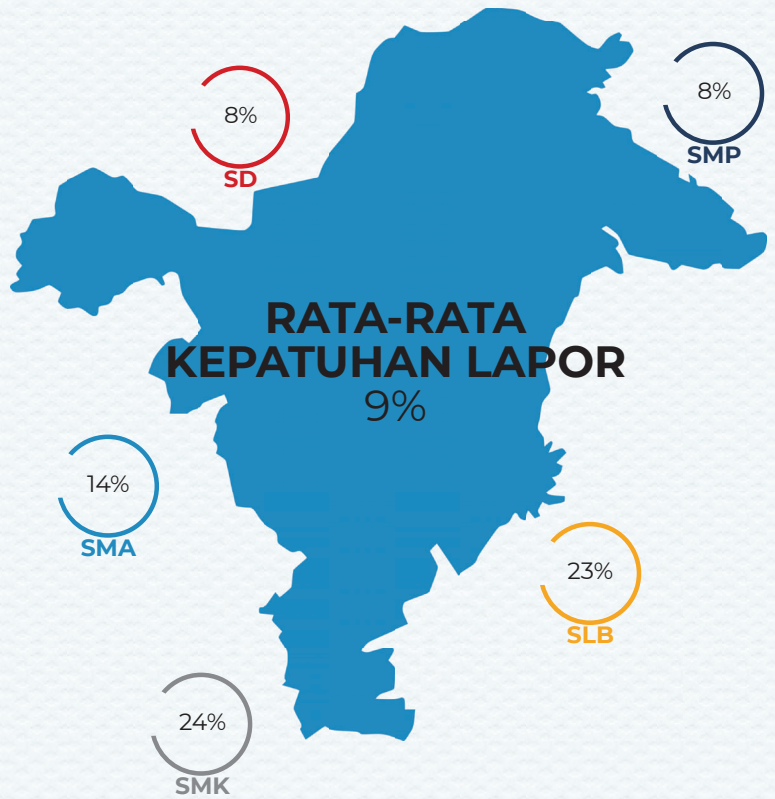 8%
SD
8%
SMP
RATA-RATA
KEPATUHAN LAPOR
9%
14%
SMA
23%
SLB
24%
SMK